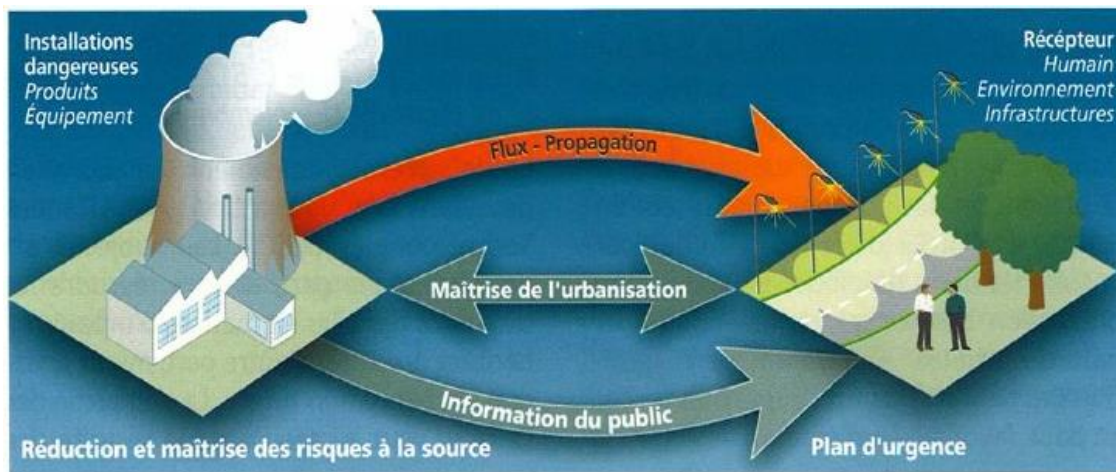 Installations
dangereuses
Produits
Équipement
Récépteur
Humain
Environnement
Infrastructures
Flux - Propagation
Maîtrise de l'urbanisation
Information du public
Réduction et maîtrise des risques à la source
Plan d'urgence